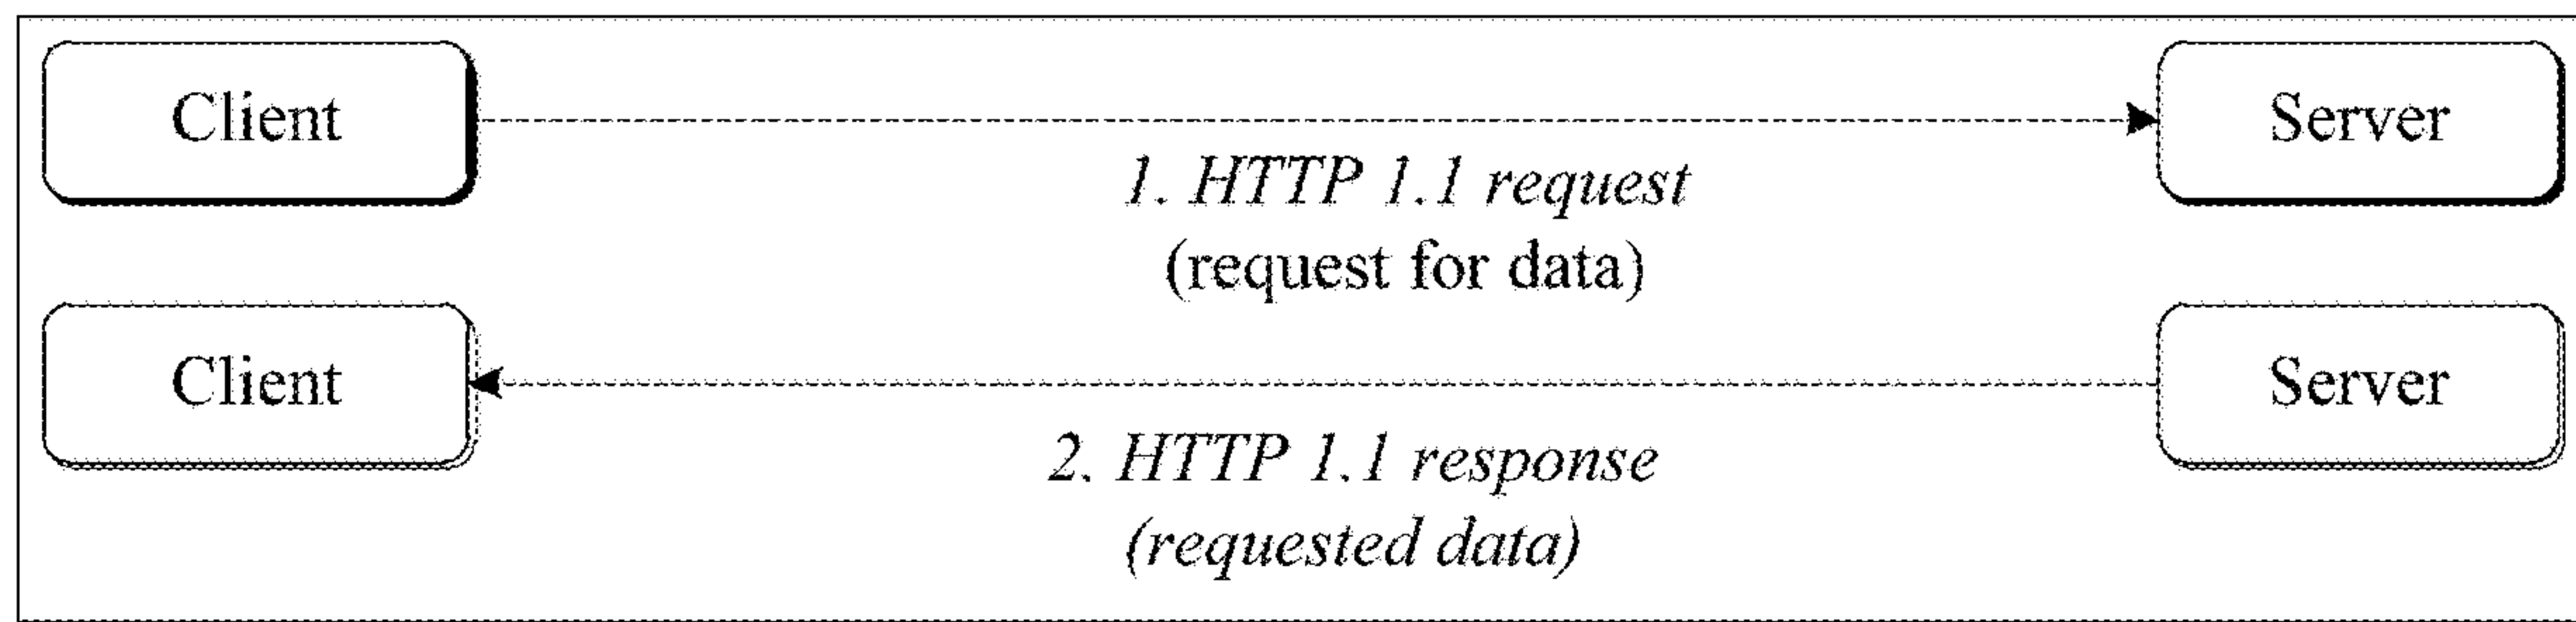 Client
Server
1. HTTP 1.1 request
(request for data)
Client
Server
2. HTTP 1.1 response
(requested data)